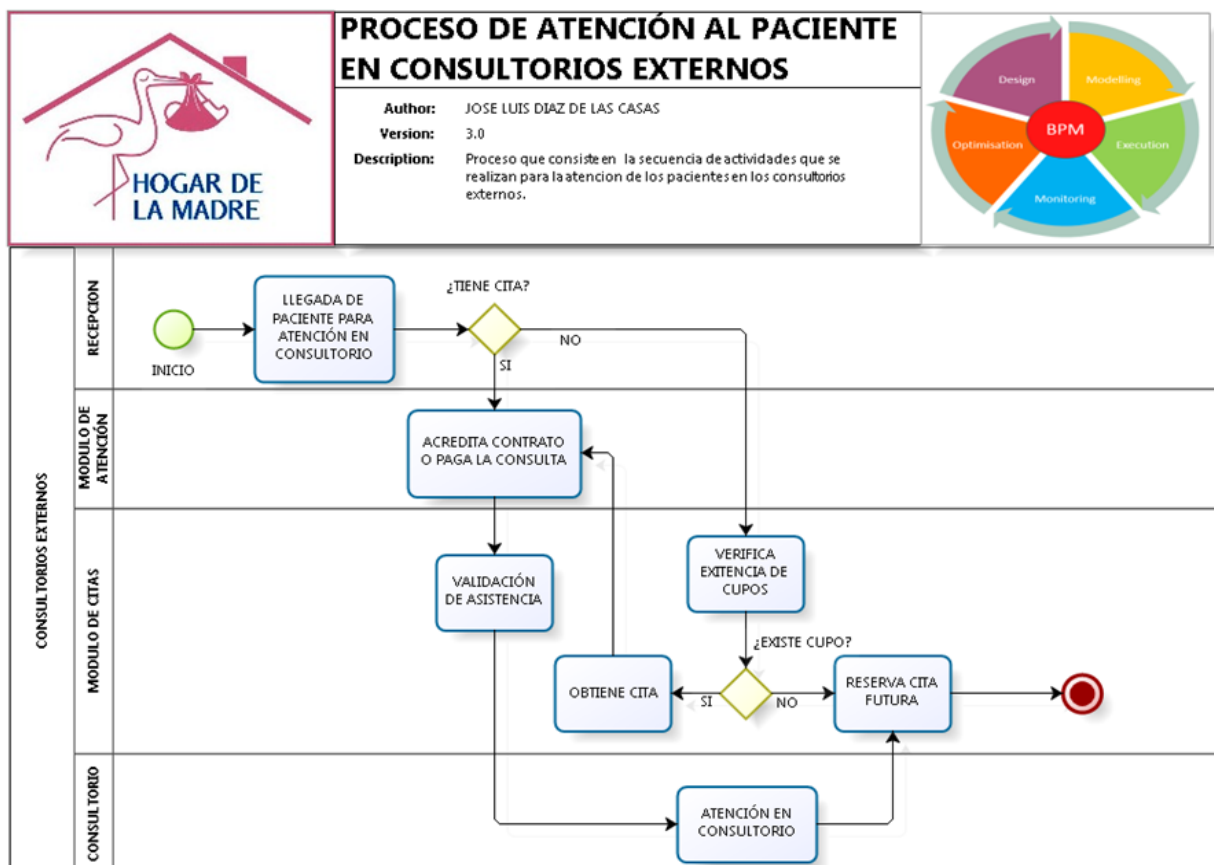 PROCESO DE ATENCIÓN AL PACIENTE
EN CONSULTORIOS EXTERNOS
Author: JOSE LUIS DIAZ DE LAS CASAS
Version: 3.0
Description: Proceso que consiste en la secuencia de actividades que se
realizan para la atencion de los pacientes en los consultorios
externos.
HOGAR DE
LA MADRE
Design
Modelling
BPM
Optimisation
Execution
Monitoring
CONSULTORIOS EXTERNOS
RECEPCION
INICIO
LLEGADA DE
PACIENTE PARA
ATENCIÓN EN
CONSULTORIO
¿TIENE CITA?
NO
SI
MODULO DE
ATENCIÓN
ACREDITA CONTRATO
O PAGA LA CONSULTA
MODULO DE CITAS
VALIDACIÓN
DE ASISTENCIA
VERIFICA
EXITENCIA DE
CUPOS
¿EXISTE CUPO?
OBTIENE CITA
SI
NO
RESERVA CITA
FUTURA
CONSULTORIO
ATENCIÓN EN
CONSULTORIO